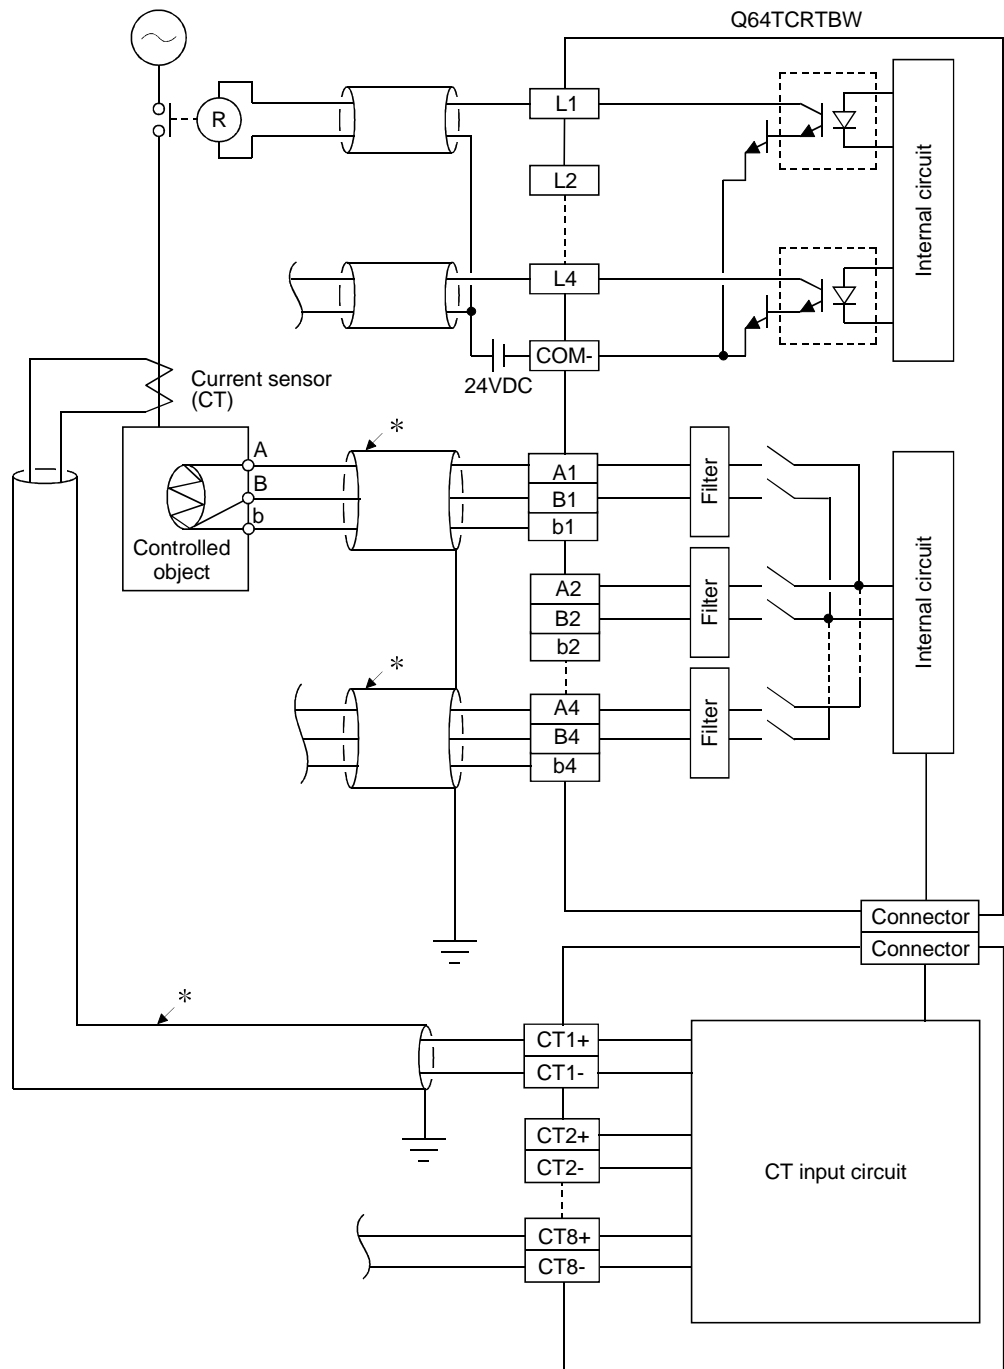 Q64TCRTBW
R
L1
L2
L4
COM-
24VDC
Internal circuit
Current sensor
(CT)
A
B
b
Controlled
object
*
A1
B1
b1
Filter
A2
B2
b2
Filter
*
A4
B4
b4
Filter
Internal circuit
Connector
Connector
*
CT1+
CT1-
CT2+
CT2-
CT8+
CT8-
CT input circuit